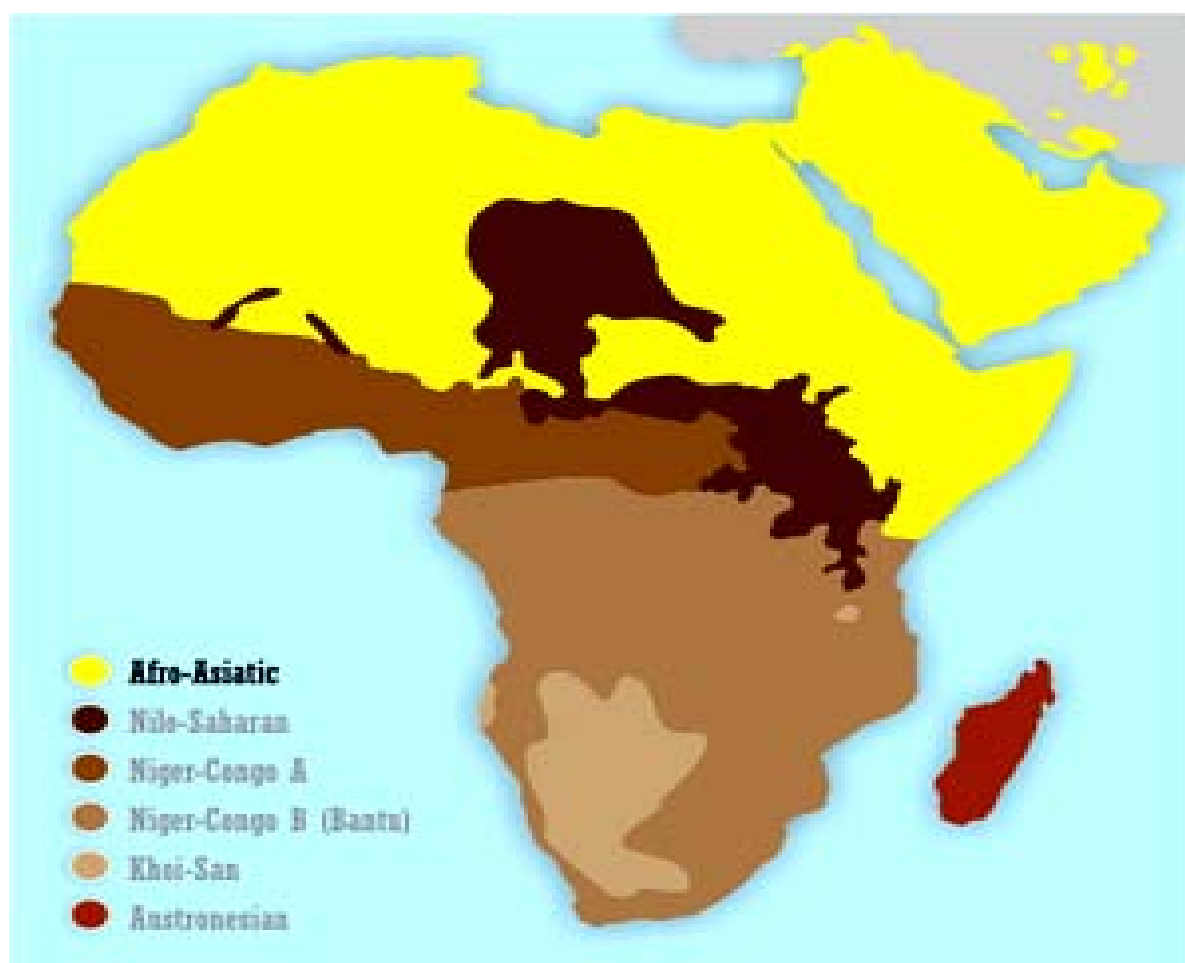 Afro-Asiatic
Nilo-Saharan
Niger-Congo A
Niger-Congo B (Bantu)
Khoi-San
Austronesian